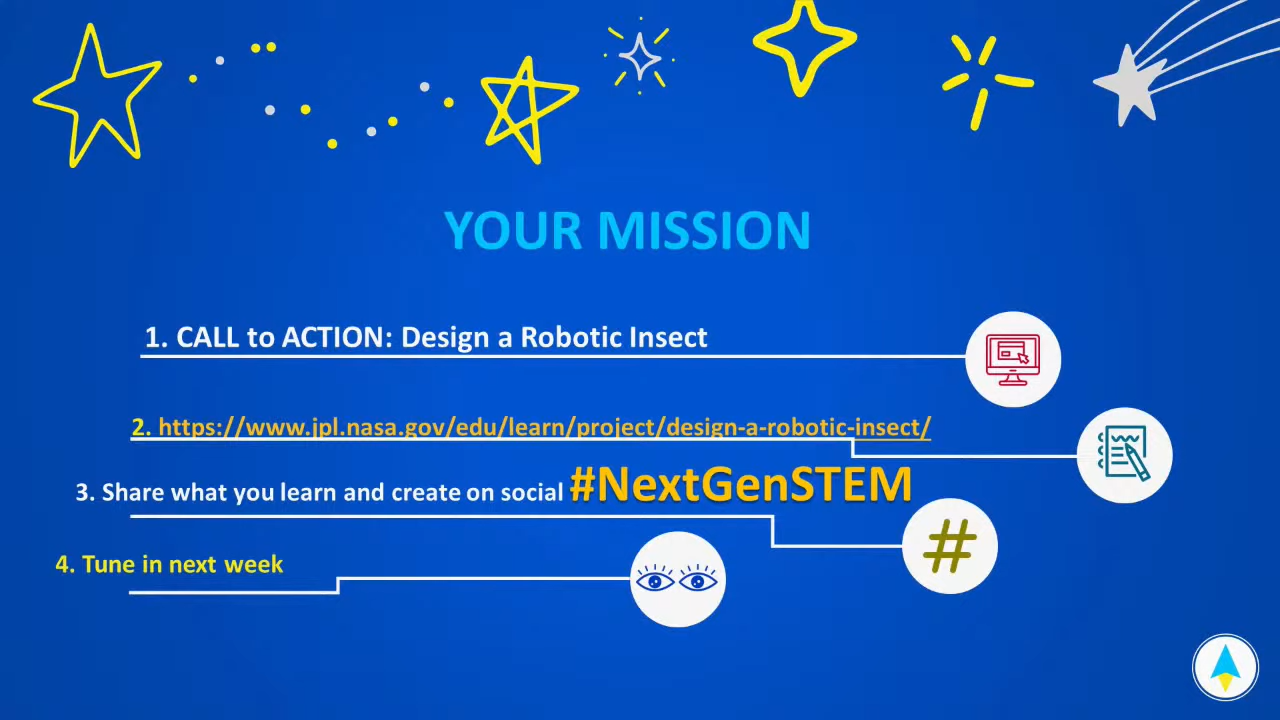 YOUR MISSION
1. CALL to ACTION: Design a Robotic Insect
2. https://www.jpl.nasa.gov/edu/learn/project/design-a-robotic-insect/
3. Share what you learn and create on social #NextGenSTEM
#
4. Tune in next week